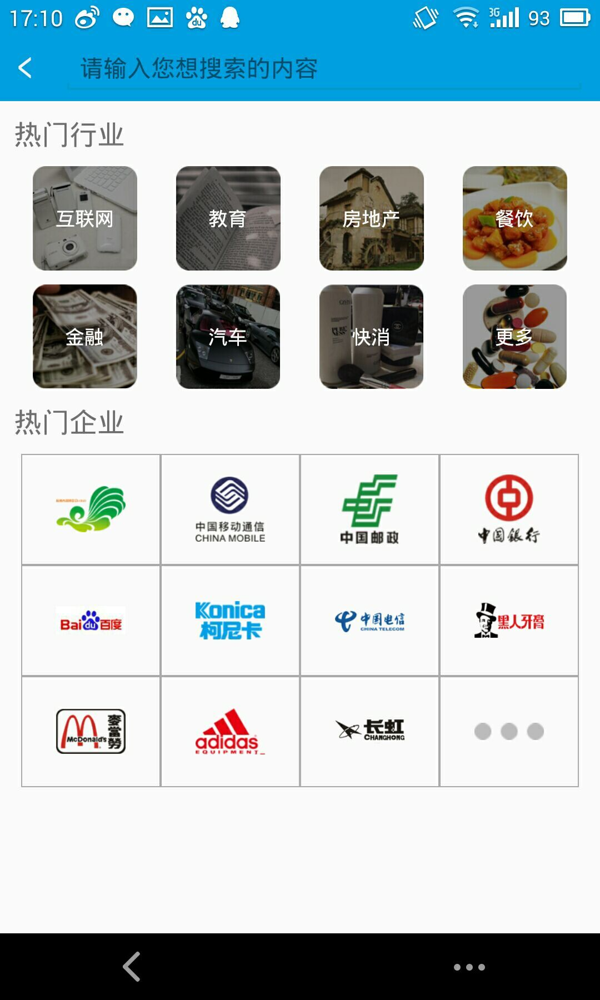 17:10
3G
93
请输入您想搜索的内容
热门行业
互联网
教育
房地产
餐饮
金融
汽车
快消
更多
热门企业
中国移动通信
CHINA MOBILE
中国邮政
中国银行
Bai du 百度
Konica
柯尼卡
中国电信
CHINA TELECOM
黑人牙膏
McDonald's
麥當勞
adidas
EQUIPMENT
长虹
CHANGHONG